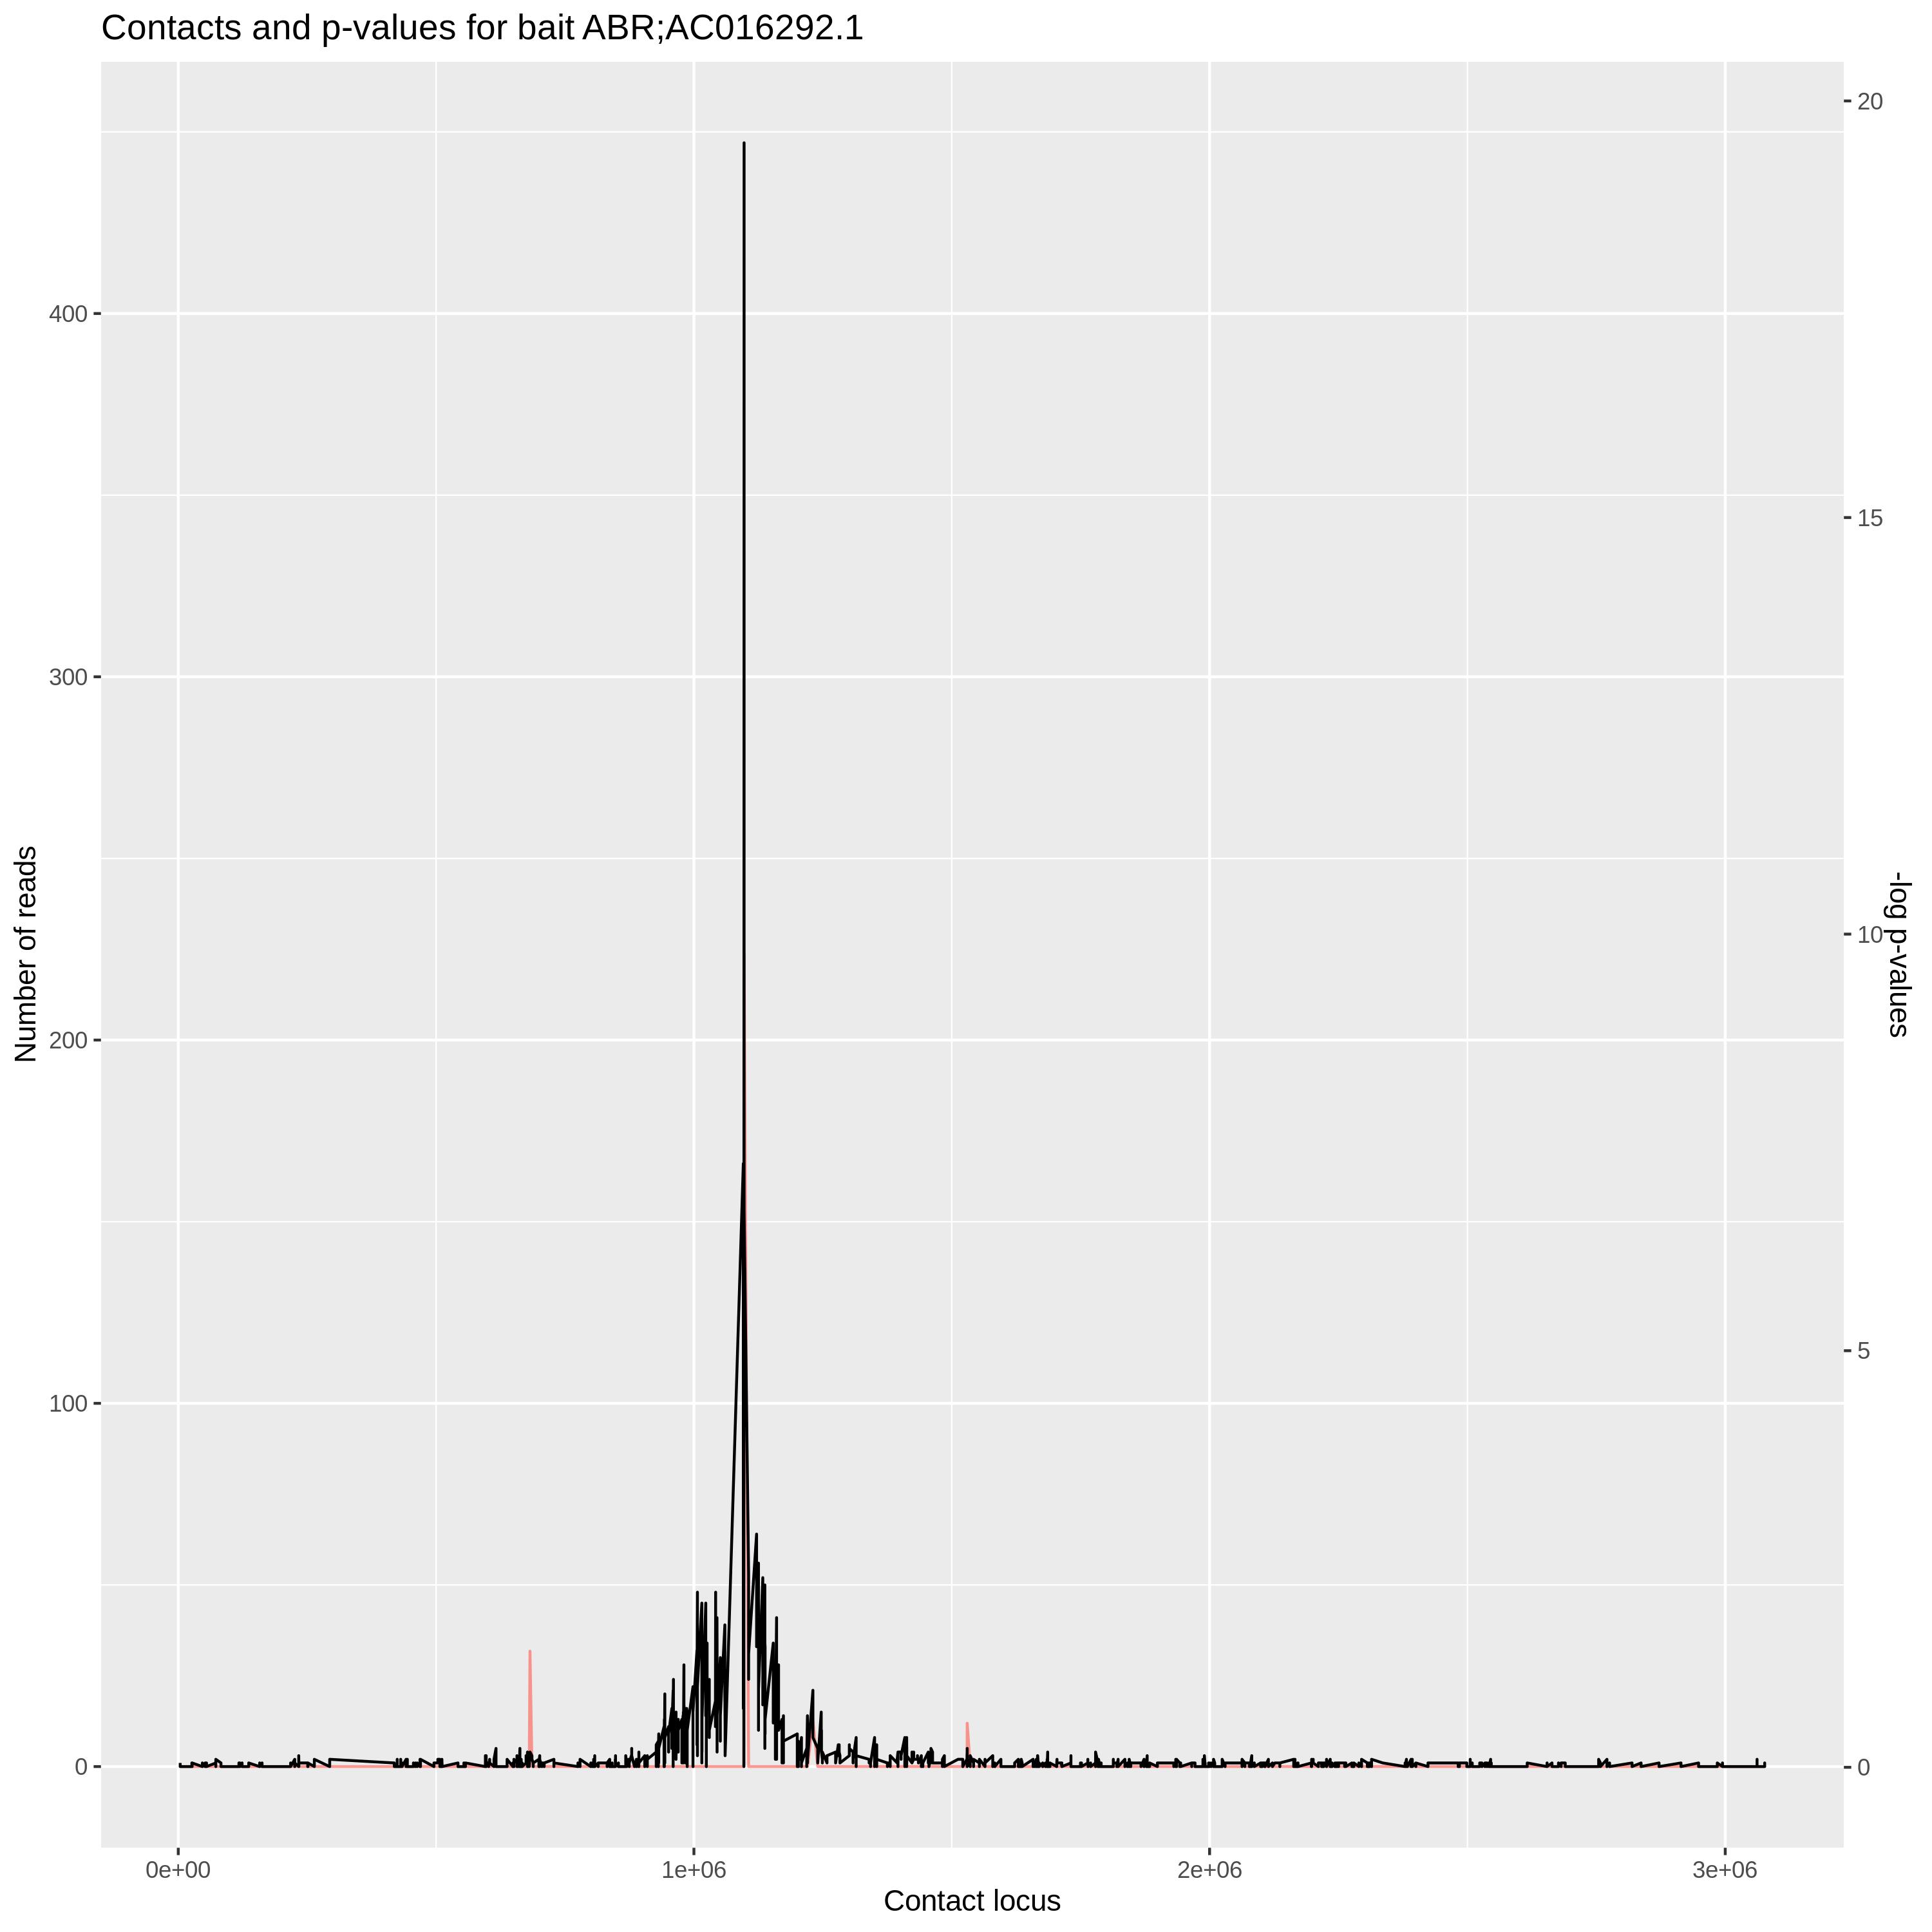 Contacts and p-values for bait ABR;AC016292.1
20
400
15
300
Number of reads
-log p-values
10
200
5
100
0
0
0e+00
1e+06
2e+06
3e+06
Contact locus